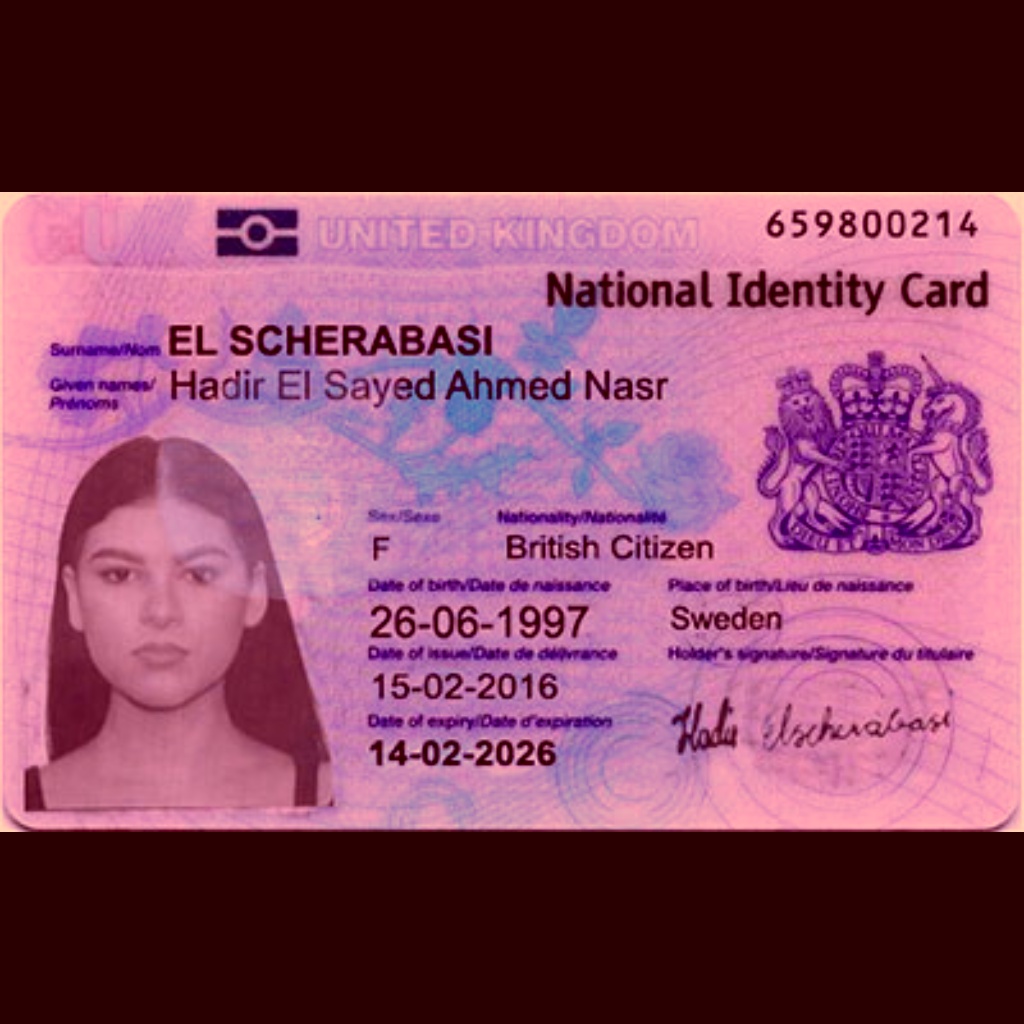 659800214
UNITED KINGDOM
National Identity Card
Surname/Nom EL SCHERABASI
Given names/
Prénoms
Hadir El Sayed Ahmed Nasr
Sex/Sexe Nationality/Nationalité
F British Citizen
Date of birth/Date de naissance Place of birth/Lieu de naissance
26-06-1997 Sweden
Date of issue/Date de délivrance Holder's signature/Signature du titulaire
15-02-2016
Date of expiry/Date d'expiration
14-02-2026
Hadir Elscherabasi